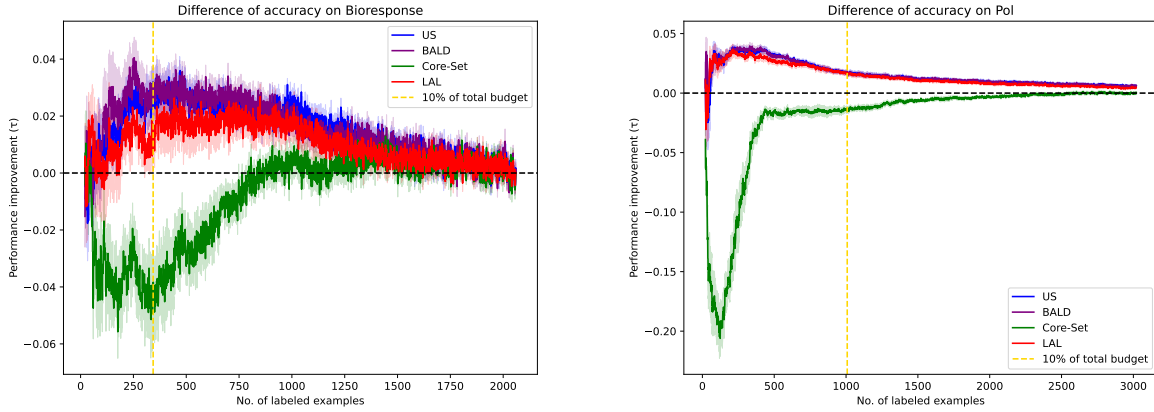 Difference of accuracy on Bioresponse
Performance improvement (τ)
0.04
0.02
0.00
−0.02
−0.04
−0.06
US
BALD
Core-Set
LAL
10% of total budget
0
250
500
750
1000
1250
1500
1750
2000
No. of labeled examples
Difference of accuracy on Pol
Performance improvement (τ)
0.05
0.00
−0.05
−0.10
−0.15
−0.20
US
BALD
Core-Set
LAL
10% of total budget
0
500
1000
1500
2000
2500
3000
No. of labeled examples